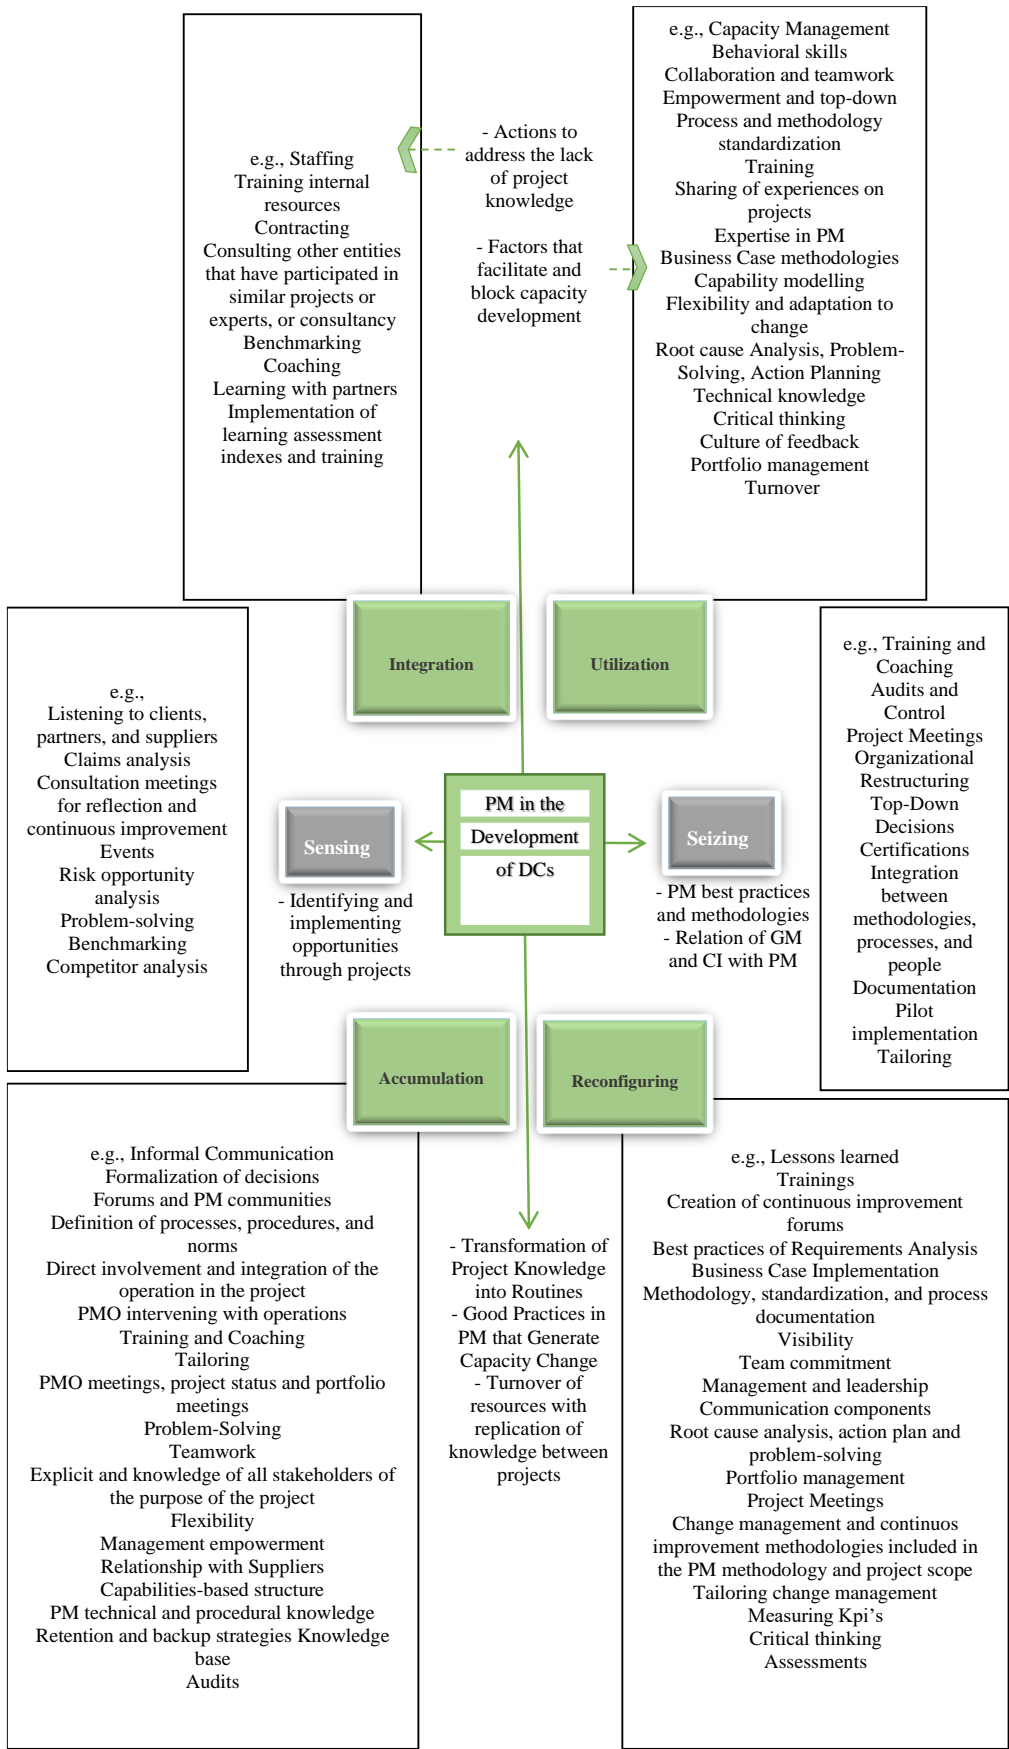 e.g., Staffing
Training internal
resources
Contracting
Consulting other entities
that have participated in
similar projects or
experts, or consultancy
Benchmarking
Coaching
Learning with partners
Implementation of
learning assessment
indexes and training
- Actions to
address the lack
of project
knowledge
- Factors that
facilitate and
block capacity
development
e.g., Capacity Management
Behavioral skills
Collaboration and teamwork
Empowerment and top-down
Process and methodology
standardization
Training
Sharing of experiences on
projects
Expertise in PM
Business Case methodologies
Capability modelling
Flexibility and adaptation to
change
Root cause Analysis, Problem-
Solving, Action Planning
Technical knowledge
Critical thinking
Culture of feedback
Portfolio management
Turnover
Integration
Utilization
e.g.,
Listening to clients,
partners, and suppliers
Claims analysis
Consultation meetings
for reflection and
continuous improvement
Events
Risk opportunity
analysis
Problem-solving
Benchmarking
Competitor analysis
Sensing
- Identifying and
implementing
opportunities
through projects
PM in the
Development
of DCs
Seizing
- PM best practices
and methodologies
- Relation of GM
and CI with PM
e.g., Training and
Coaching
Audits and
Control
Project Meetings
Organizational
Restructuring
Top-Down
Decisions
Certifications
Integration
between
methodologies,
processes, and
people
Documentation
Pilot
implementation
Tailoring
Accumulation
Reconfiguring
e.g., Informal Communication
Formalization of decisions
Forums and PM communities
Definition of processes, procedures, and
norms
Direct involvement and integration of the
operation in the project
PMO intervening with operations
Training and Coaching
Tailoring
PMO meetings, project status and portfolio
meetings
Problem-Solving
Teamwork
Explicit and knowledge of all stakeholders of
the purpose of the project
Flexibility
Management empowerment
Relationship with Suppliers
Capabilities-based structure
PM technical and procedural knowledge
Retention and backup strategies Knowledge
base
Audits
- Transformation of
Project Knowledge
into Routines
- Good Practices in
PM that Generate
Capacity Change
- Turnover of
resources with
replication of
knowledge between
projects
e.g., Lessons learned
Trainings
Creation of continuous improvement
forums
Best practices of Requirements Analysis
Business Case Implementation
Methodology, standardization, and process
documentation
Visibility
Team commitment
Management and leadership
Communication components
Root cause analysis, action plan and
problem-solving
Portfolio management
Project Meetings
Change management and continuos
improvement methodologies included in
the PM methodology and project scope
Tailoring change management
Measuring Kpi's
Critical thinking
Assessments